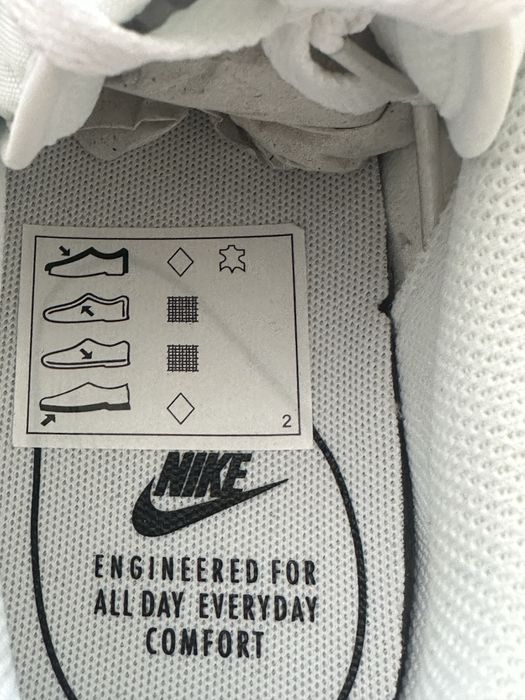 2
NIKE
ENGINEERED FOR
ALL DAY EVERYDAY
COMFORT